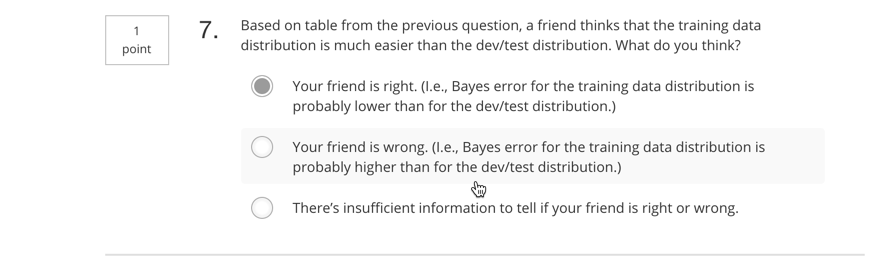 1
point
7.
Based on table from the previous question, a friend thinks that the training data
distribution is much easier than the dev/test distribution. What do you think?
Your friend is right. (I.e., Bayes error for the training data distribution is
probably lower than for the dev/test distribution.)
Your friend is wrong. (I.e., Bayes error for the training data distribution is
probably higher than for the dev/test distribution.)
There's insufficient information to tell if your friend is right or wrong.